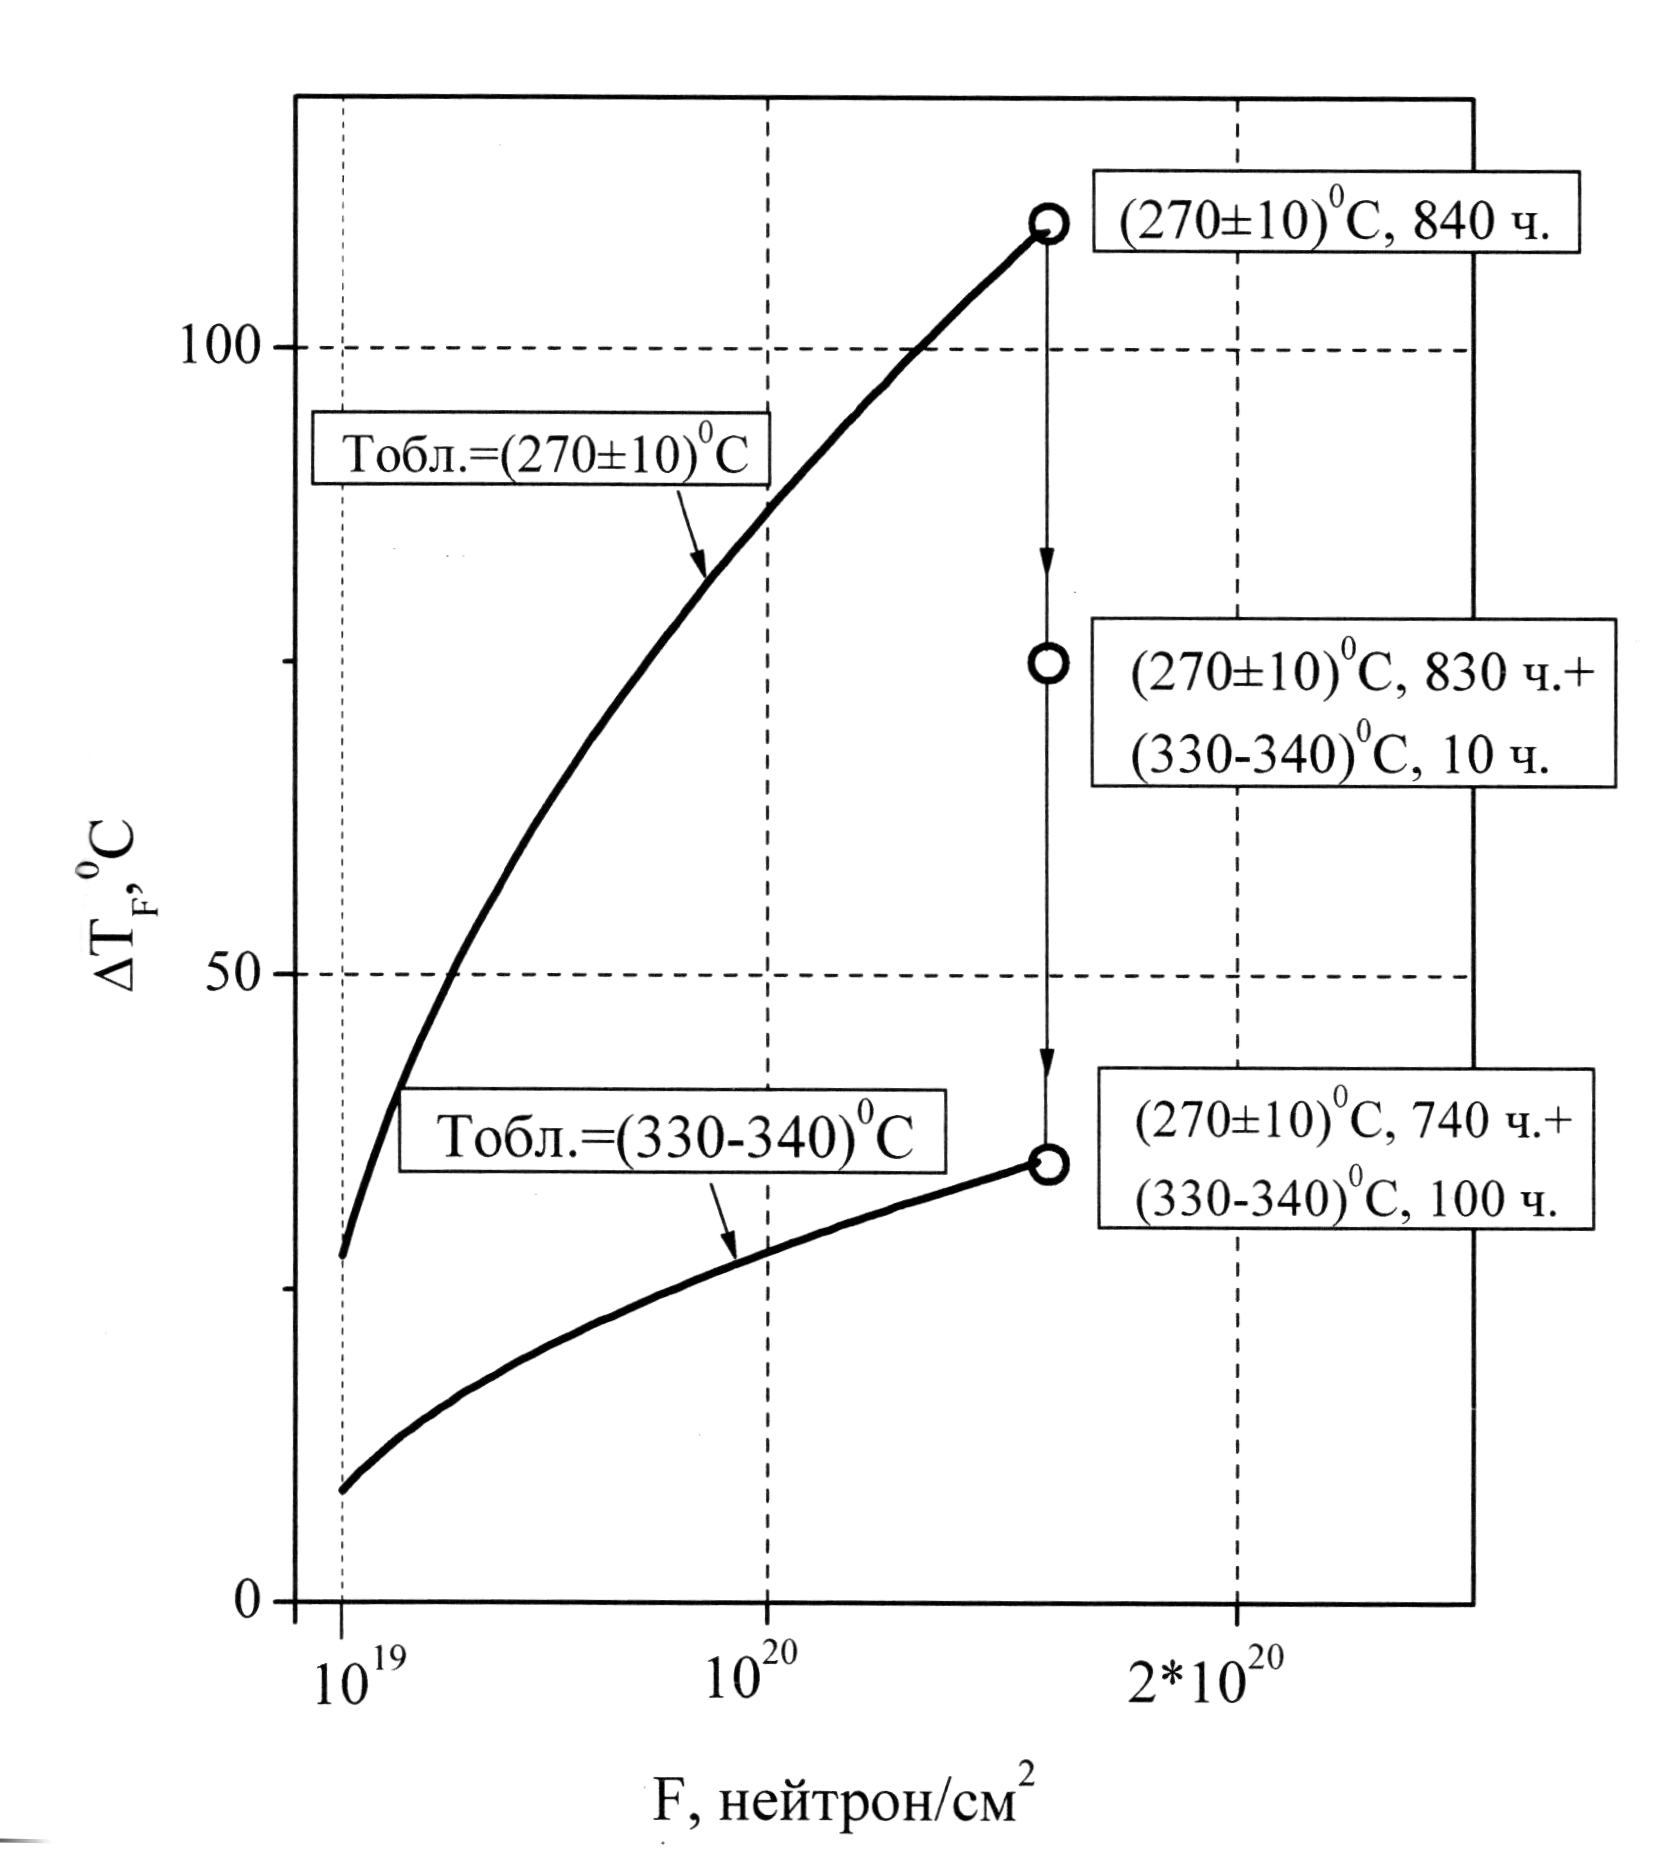 (270±10)⁰C, 840 ч.
100
Тобл.=(270±10)⁰C
(270±10)⁰C, 830 ч.+
(330-340)⁰C, 10 ч.
ΔT_F,⁰C
50
(270±10)⁰C, 740 ч.+
(330-340)⁰C, 100 ч.
Тобл.=(330-340)⁰C
0
10¹⁹
10²⁰
2*10²⁰
F, нейтрон/см²